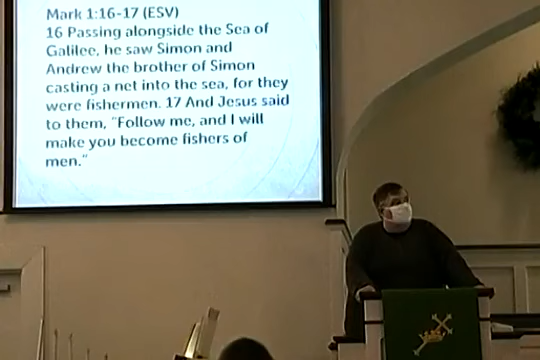 Mark 1:16-17 (ESV)
16 Passing alongside the Sea of
Galilee, he saw Simon and
Andrew the brother of Simon
casting a net into the sea, for they
were fishermen. 17 And Jesus said
to them, "Follow me, and I will
make you become fishers of
men."